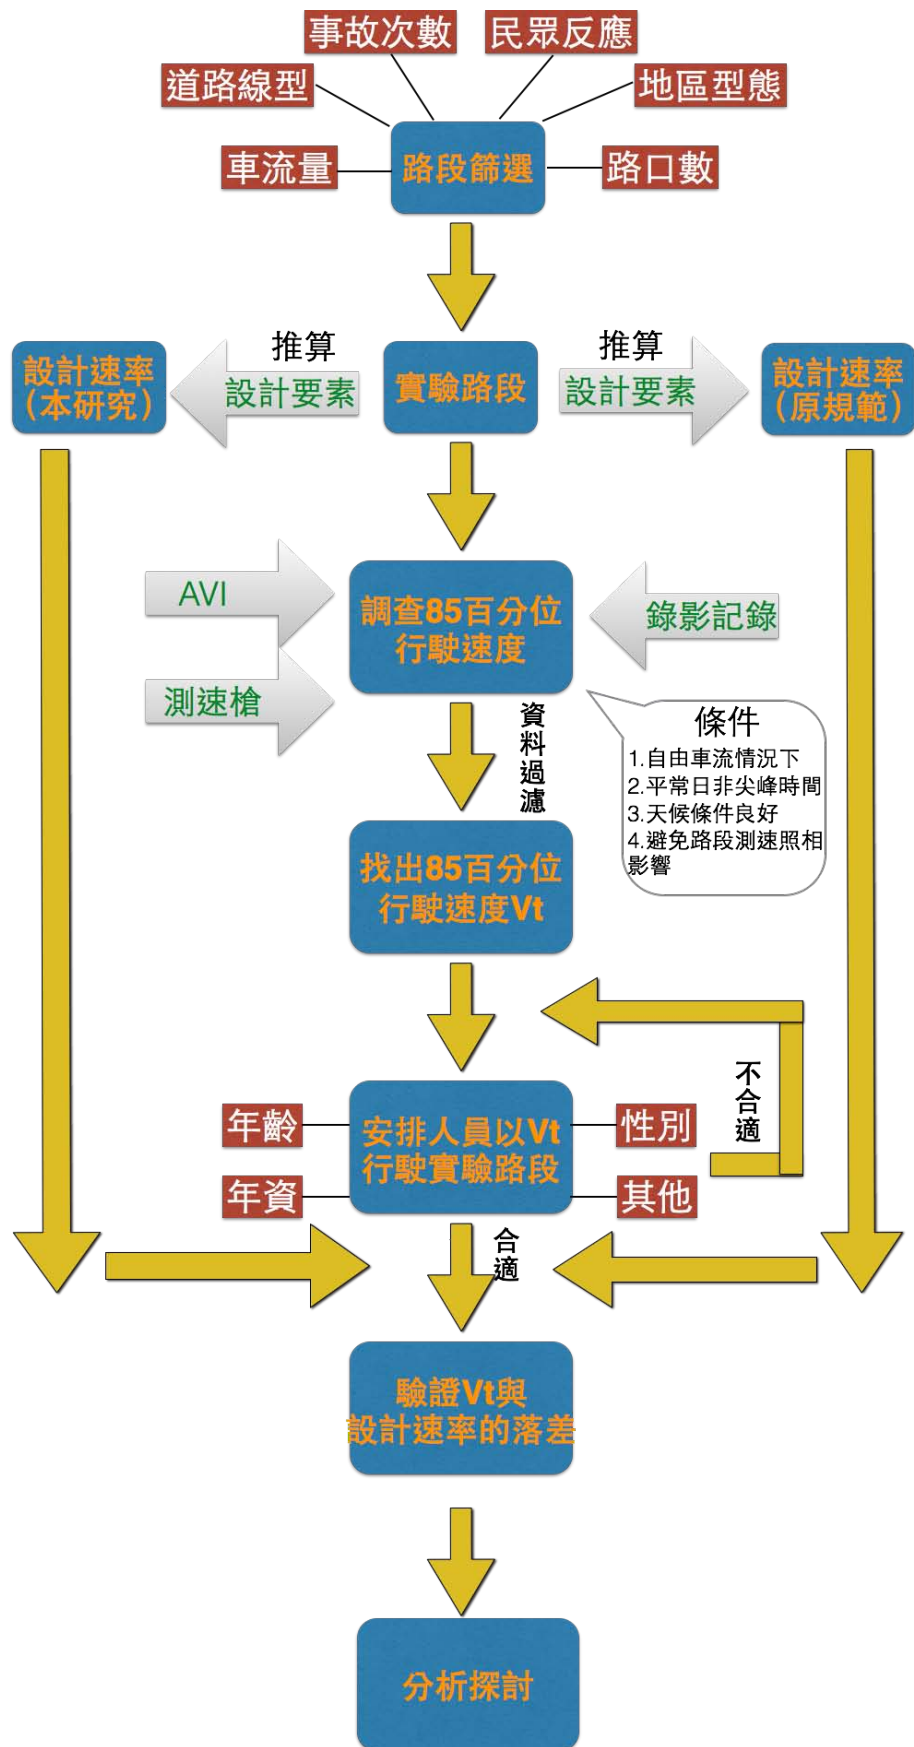 事故次數
民眾反應
道路線型
地區型態
車流量
路段篩選
路口數
設計速率
(本研究)
推算
設計要素
實驗路段
推算
設計要素
設計速率
(原規範)
AVI
測速槍
調查85百分位
行駛速度
錄影記錄
資料過濾
條件
1.自由車流情況下
2.平常日非尖峰時間
3.天候條件良好
4.避免路段測速照相
影響
找出85百分位
行駛速度Vt
不合適
年齡
年資
安排人員以Vt
行駛實驗路段
性別
其他
合適
驗證Vt與
設計速率的落差
分析探討